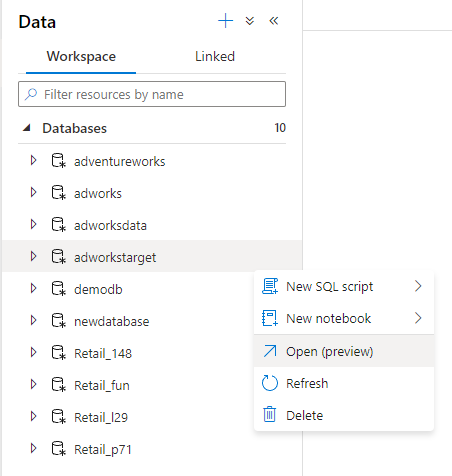 Data
Workspace Linked
Filter resources by name
Databases 10
adventureworks
adworks
adworksdata
adworkstarget
demodb
newdatabase
Retail_148
Retail_fun
Retail_l29
Retail_p71
New SQL script
New notebook
Open (preview)
Refresh
Delete